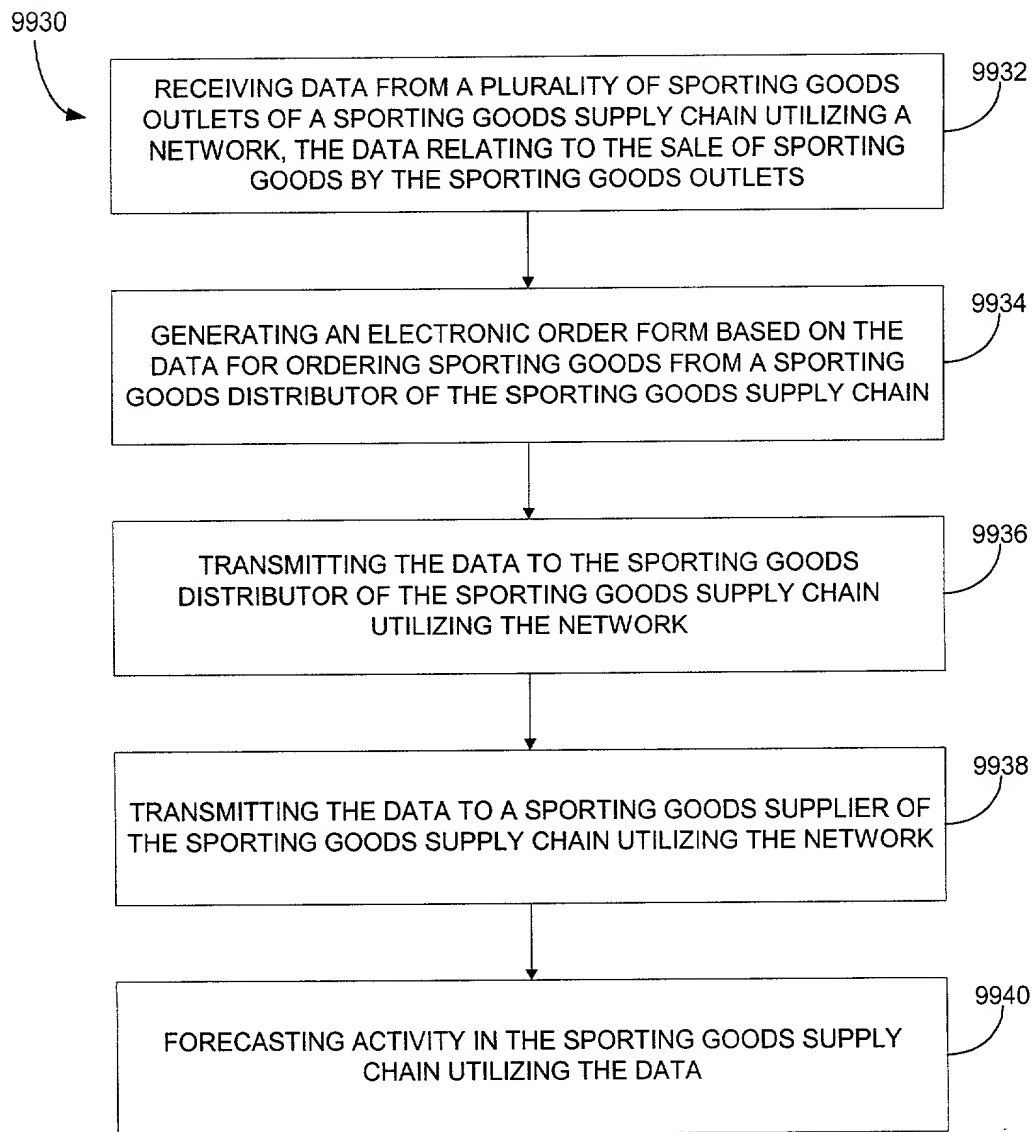 9930
9932
RECEIVING DATA FROM A PLURALITY OF SPORTING GOODS
OUTLETS OF A SPORTING GOODS SUPPLY CHAIN UTILIZING A
NETWORK, THE DATA RELATING TO THE SALE OF SPORTING
GOODS BY THE SPORTING GOODS OUTLETS
9934
GENERATING AN ELECTRONIC ORDER FORM BASED ON THE
DATA FOR ORDERING SPORTING GOODS FROM A SPORTING
GOODS DISTRIBUTOR OF THE SPORTING GOODS SUPPLY CHAIN
9936
TRANSMITTING THE DATA TO THE SPORTING GOODS
DISTRIBUTOR OF THE SPORTING GOODS SUPPLY CHAIN
UTILIZING THE NETWORK
9938
TRANSMITTING THE DATA TO A SPORTING GOODS SUPPLIER OF
THE SPORTING GOODS SUPPLY CHAIN UTILIZING THE NETWORK
9940
FORECASTING ACTIVITY IN THE SPORTING GOODS SUPPLY
CHAIN UTILIZING THE DATA